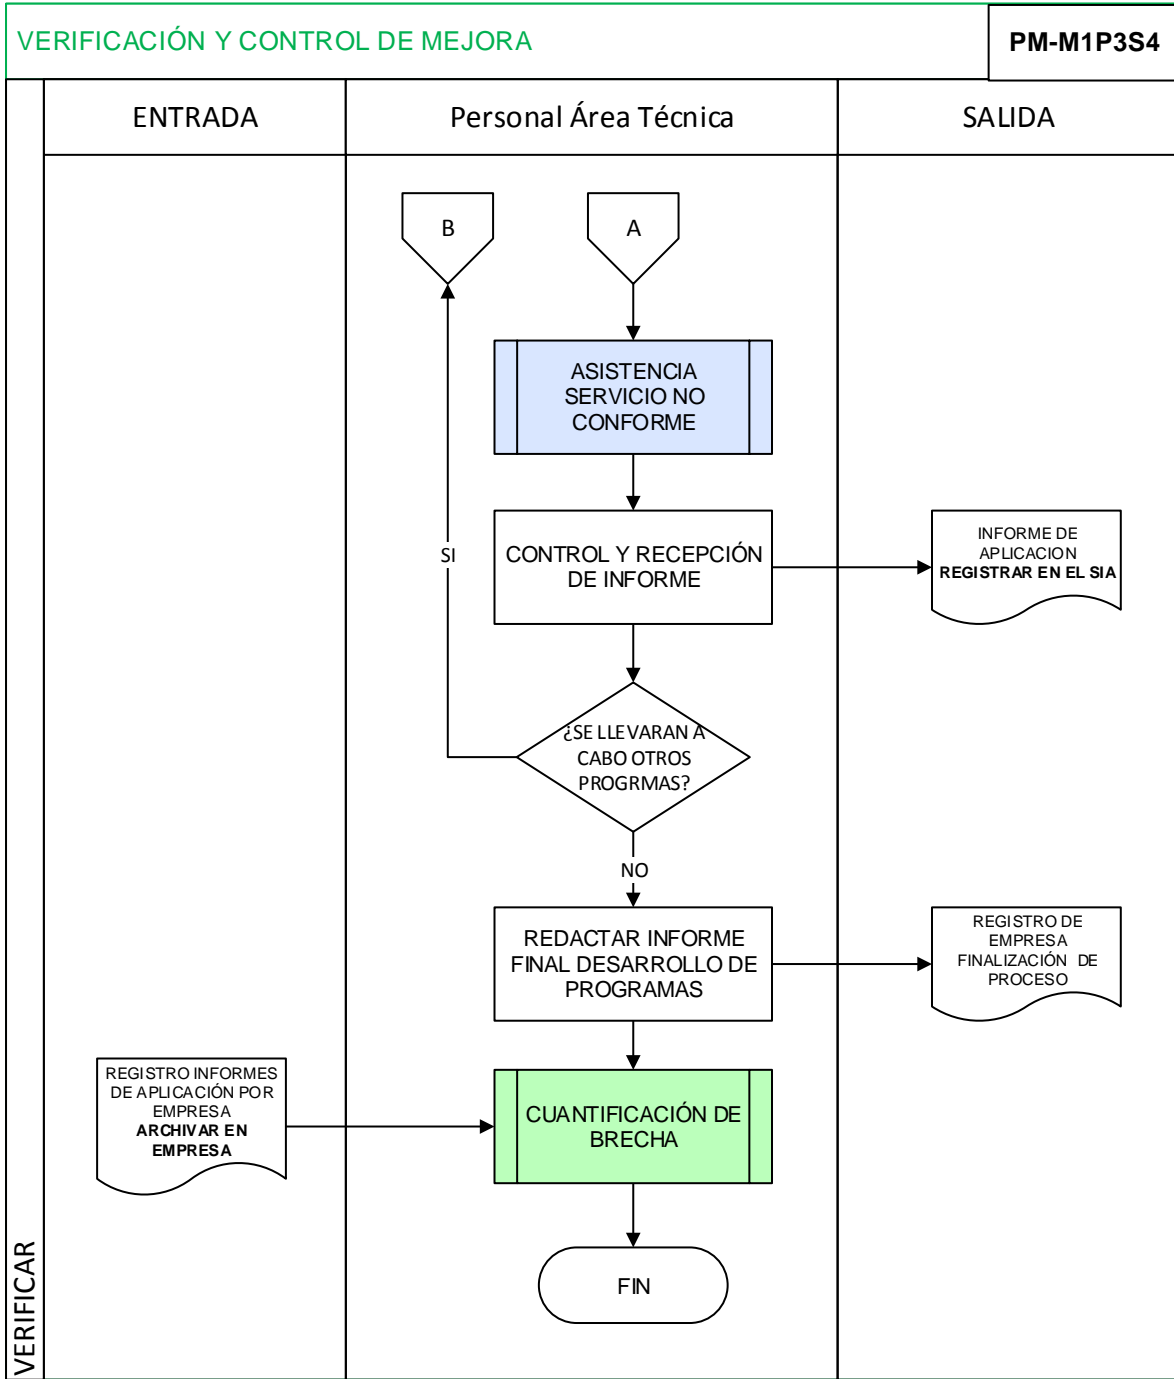 VERIFICACIÓN Y CONTROL DE MEJORA
PM-M1P3S4
ENTRADA
Personal Área Técnica
SALIDA
B
A
ASISTENCIA
SERVICIO NO
CONFORME
SI
CONTROL Y RECEPCIÓN
DE INFORME
INFORME DE
APLICACION
REGISTRAR EN EL SIA
¿SE LLEVARAN A
CABO OTROS
PROGRMAS?
NO
REDACTAR INFORME
FINAL DESARROLLO DE
PROGRAMAS
REGISTRO DE
EMPRESA
FINALIZACIÓN DE
PROCESO
REGISTRO INFORMES
DE APLICACIÓN POR
EMPRESA
ARCHIVAR EN
EMPRESA
CUANTIFICACIÓN DE
BRECHA
FIN
VERIFICAR